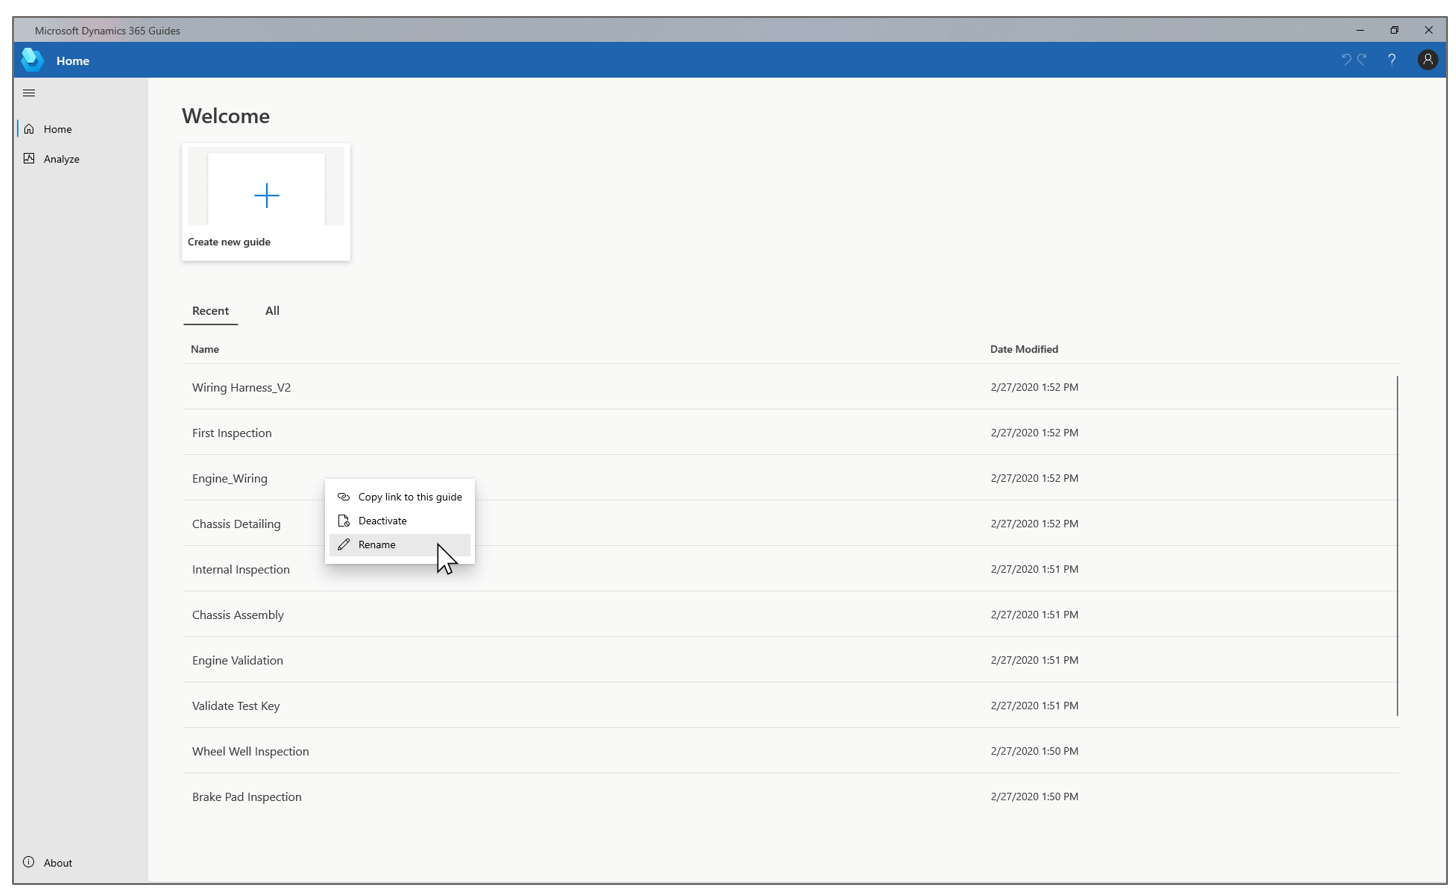 Microsoft Dynamics 365 Guides
Home
?
Home
Analyze
Welcome
Create new guide
Recent All
Name Date Modified
Wiring Harness_V2 2/27/2020 1:52 PM
First Inspection 2/27/2020 1:52 PM
Engine_Wiring 2/27/2020 1:52 PM
Copy link to this guide
Chassis Detailing 2/27/2020 1:52 PM
Deactivate
Rename
Internal Inspection 2/27/2020 1:51 PM
Chassis Assembly 2/27/2020 1:51 PM
Engine Validation 2/27/2020 1:51 PM
Validate Test Key 2/27/2020 1:51 PM
Wheel Well Inspection 2/27/2020 1:50 PM
Brake Pad Inspection 2/27/2020 1:50 PM
About